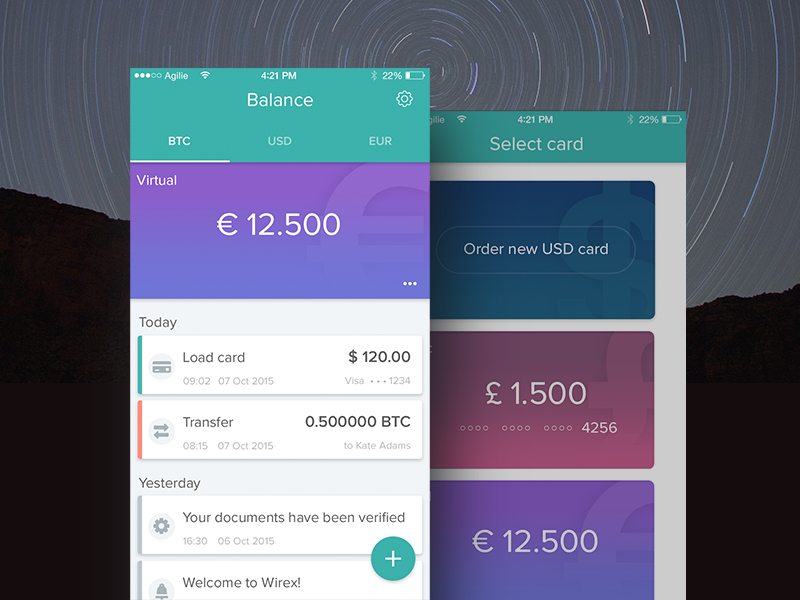 Agilie 4:21 PM 22%
Balance
BTC USD EUR
Virtual
€ 12.500
Today
Load card $ 120.00
09:02 07 Oct 2015 Visa • • • 1234
Transfer 0.500000 BTC
08:15 07 Oct 2015 to Kate Adams
Yesterday
Your documents have been verified
16:30 06 Oct 2015
Welcome to Wirex!
gilie 4:21 PM 22%
Select card
Order new USD card
£ 1.500
4256
€ 12.500